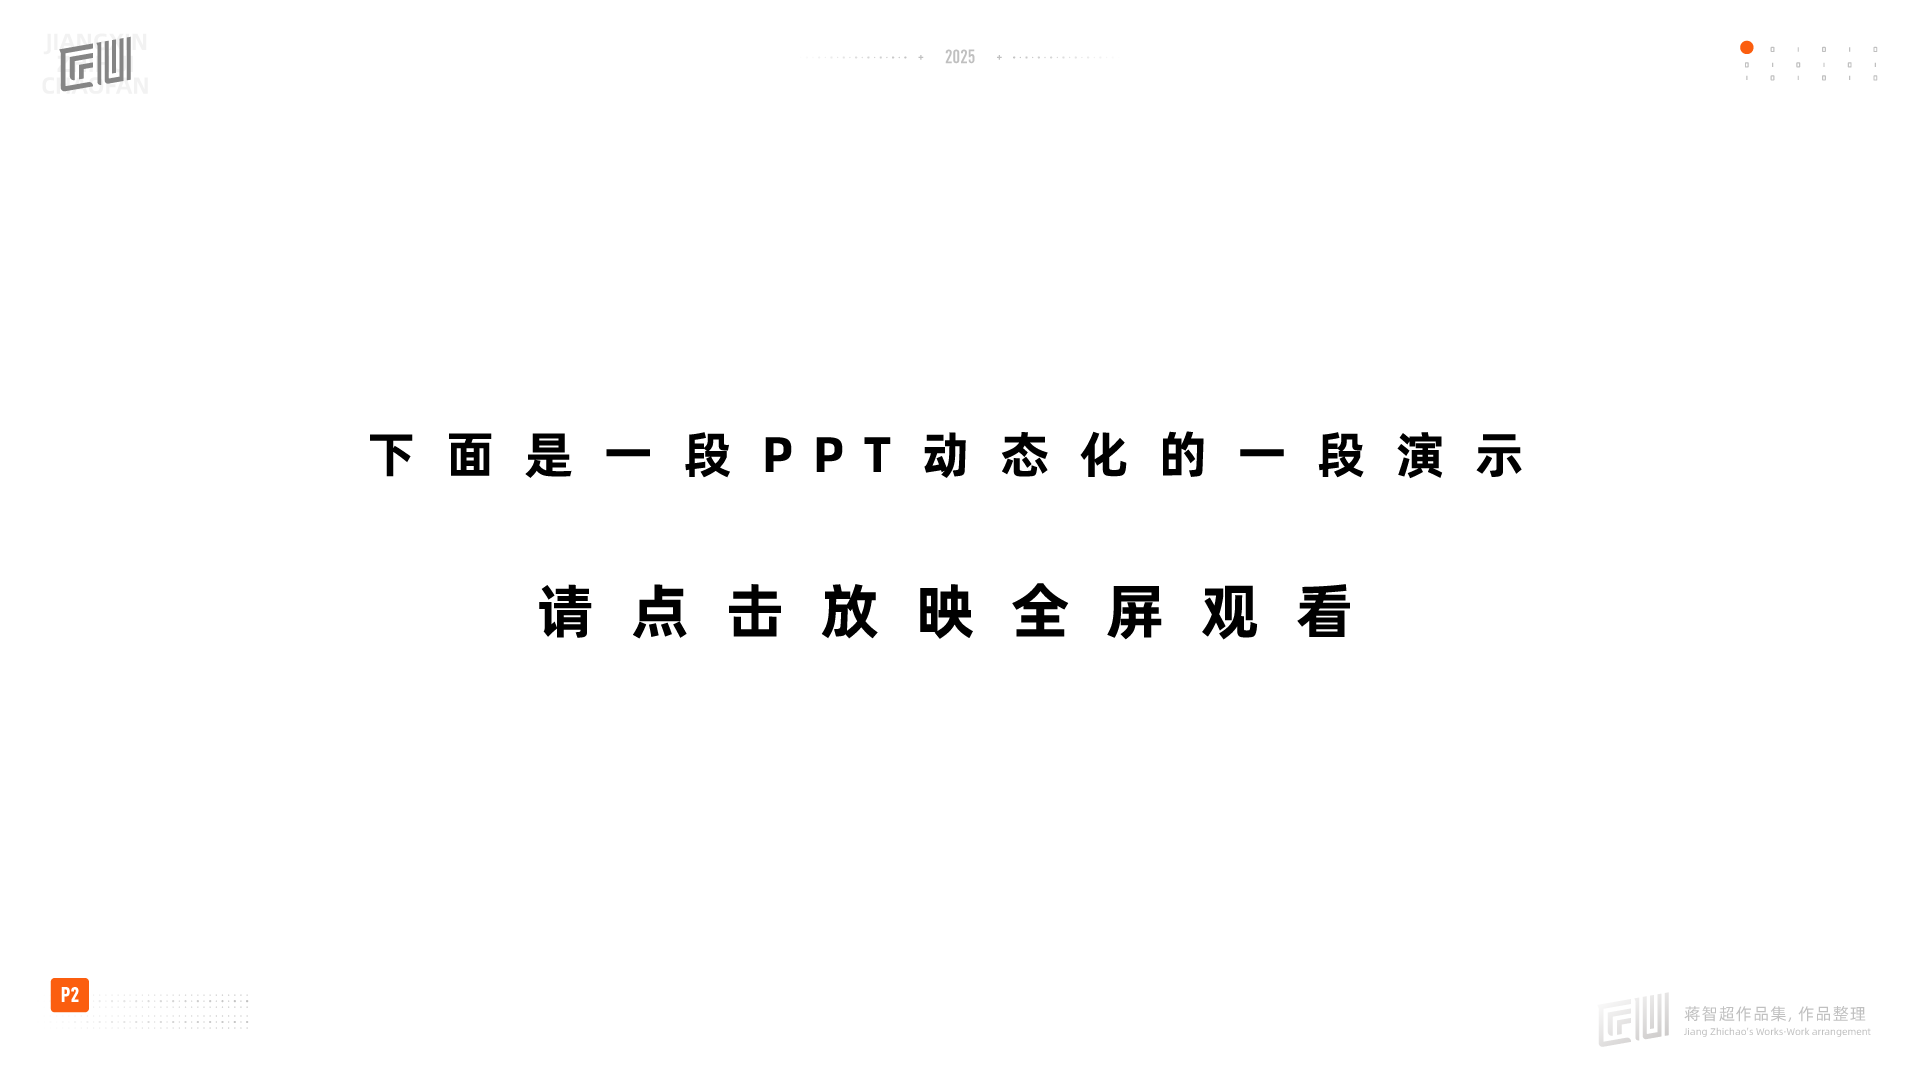 JIANGXIN
CHAOFAN
2025
下面是一段PPT动态化的一段演示
请点击放映全屏观看
P2
蒋智超作品集, 作品整理
Jiang Zhichao's Works-Work arrangement